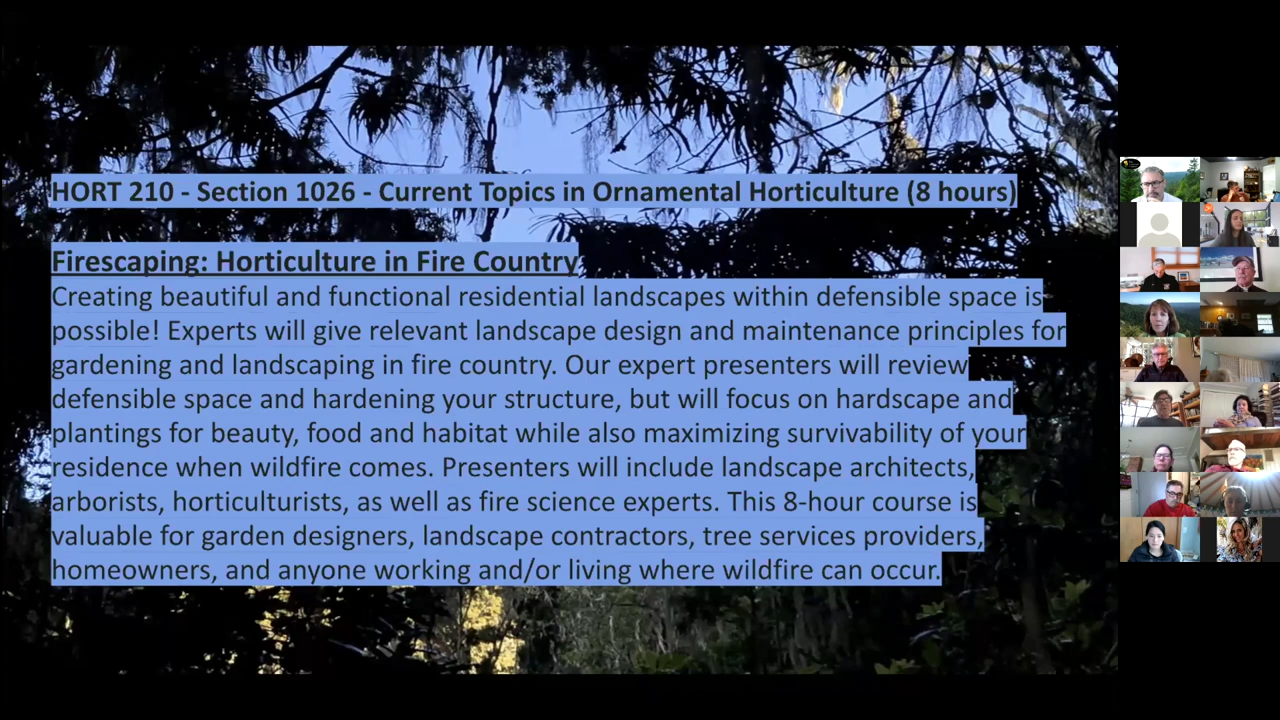 HORT 210 - Section 1026 - Current Topics in Ornamental Horticulture (8 hours)
Firescaping: Horticulture in Fire Country
Creating beautiful and functional residential landscapes within defensible space is
possible! Experts will give relevant landscape design and maintenance principles for
gardening and landscaping in fire country. Our expert presenters will review
defensible space and hardening your structure, but will focus on hardscape and
plantings for beauty, food and habitat while also maximizing survivability of your
residence when wildfire comes. Presenters will include landscape architects,
arborists, horticulturists, as well as fire science experts. This 8-hour course is
valuable for garden designers, landscape contractors, tree services providers,
homeowners, and anyone working and/or living where wildfire can occur.